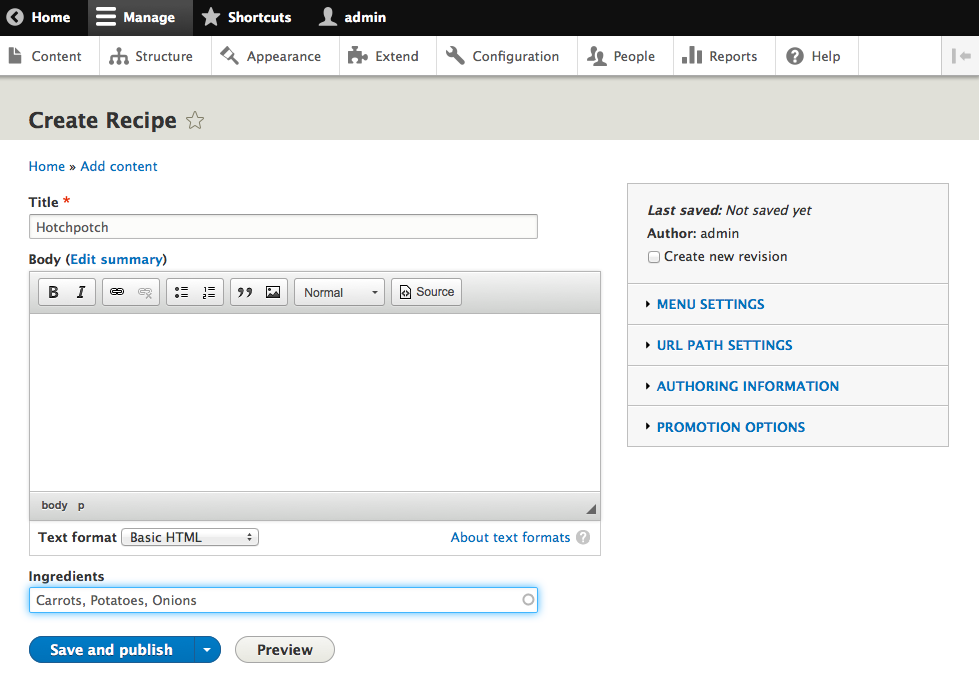 Home Manage Shortcuts admin
Content Structure Appearance Extend Configuration People Reports Help
Create Recipe
Home » Add content
Title *
Hotchpotch
Body (Edit summary)
B I Normal Source
body p
Text format Basic HTML About text formats ?
Ingredients
Carrots, Potatoes, Onions
Save and publish Preview
Last saved: Not saved yet
Author: admin
Create new revision
MENU SETTINGS
URL PATH SETTINGS
AUTHORING INFORMATION
PROMOTION OPTIONS